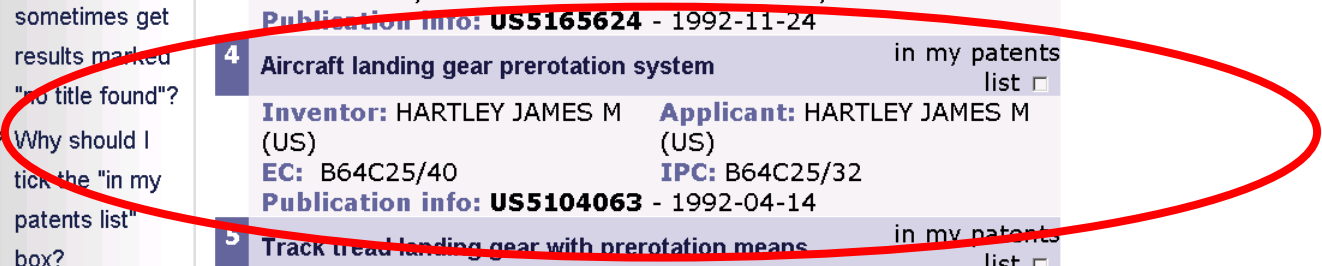 sometimes get
results marked
"no title found"?
Why should I
tick the "in my
patents list"
box?
Publication info: US5165624 - 1992-11-24
4 Aircraft landing gear prerotation system in my patents list
Inventor: HARTLEY JAMES M (US) Applicant: HARTLEY JAMES M (US)
EC: B64C25/40 IPC: B64C25/32
Publication info: US5104063 - 1992-04-14
5 Track tread landing gear with prerotation means in my patents list